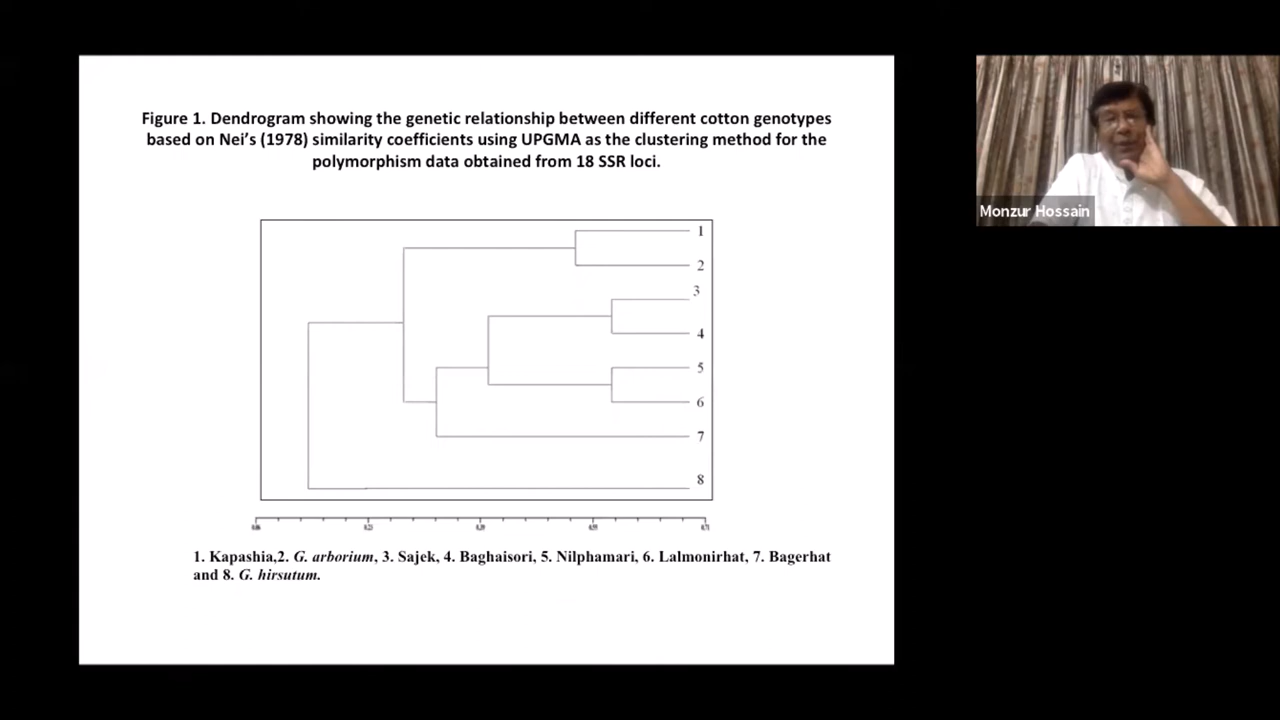 Figure 1. Dendrogram showing the genetic relationship between different cotton genotypes
based on Nei's (1978) similarity coefficients using UPGMA as the clustering method for the
polymorphism data obtained from 18 SSR loci.
Monzur Hossain
1
2
3
4
5
6
7
8
1. Kapashia,2. G. arborium, 3. Sajek, 4. Baghaisori, 5. Nilphamari, 6. Lalmonirhat, 7. Bagerhat
and 8. G. hirsutum.